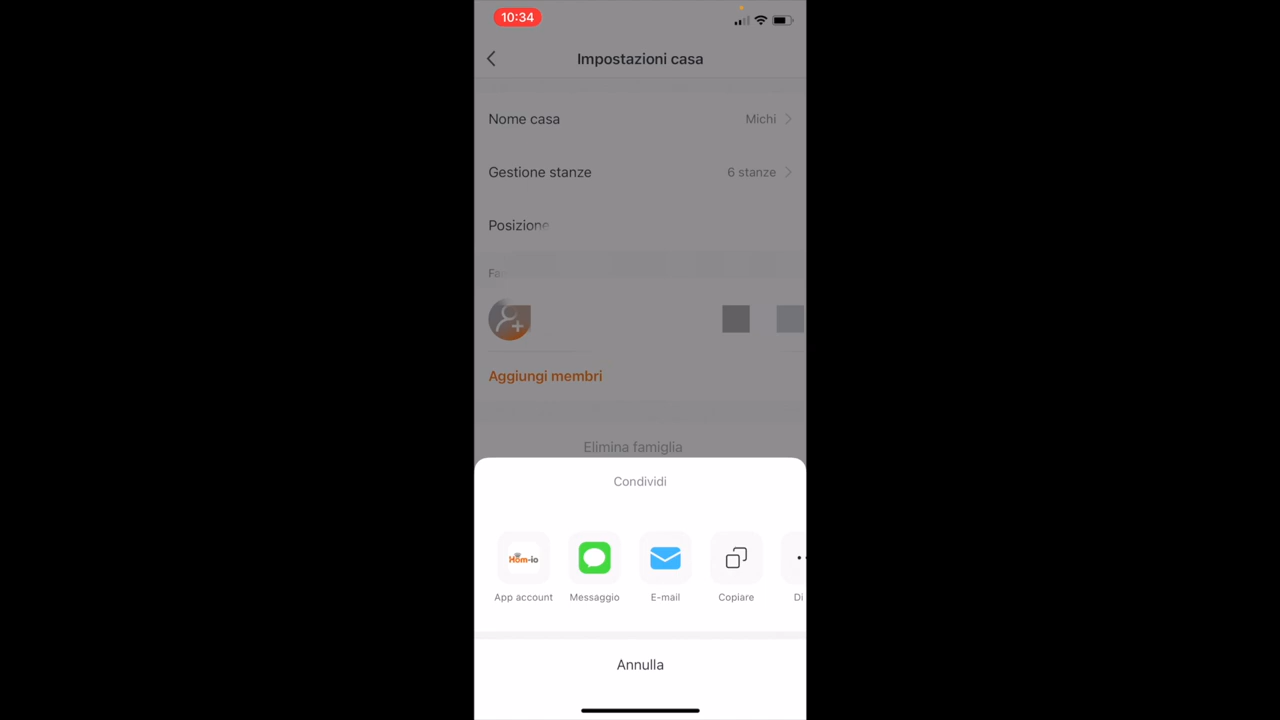 10:34
Impostazioni casa
Nome casa
Michi
Gestione stanze
6 stanze
Posizione
Aggiungi membri
Elimina famiglia
Condividi
Hom-io
App account
Messaggio
E-mail
Copiare
Di
Annulla